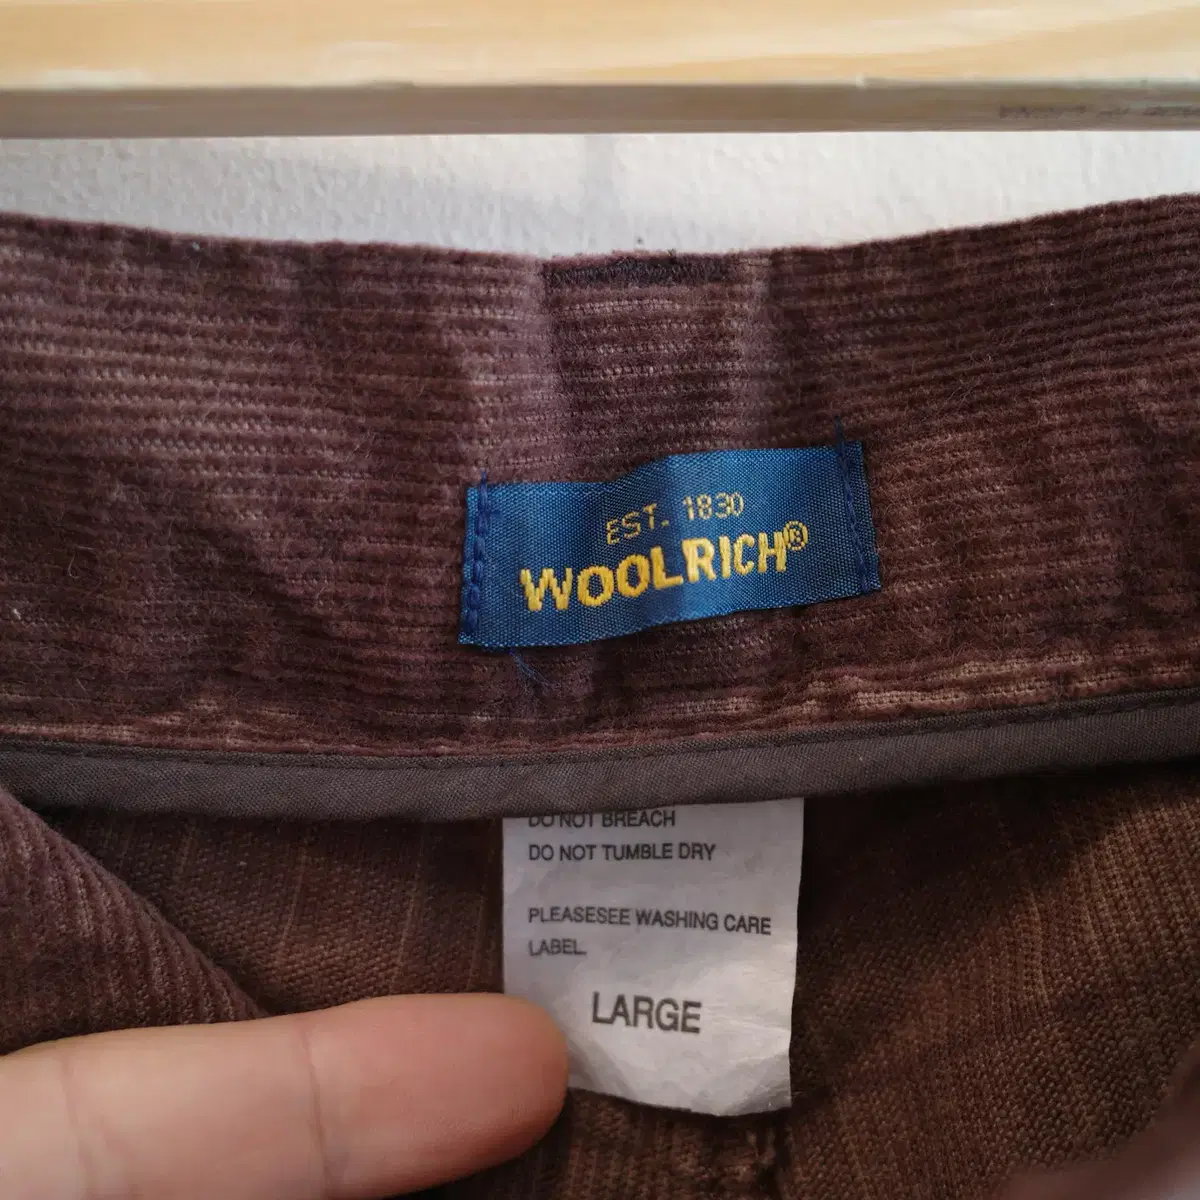 EST. 1830
WOOLRICH®
DO NOT BREACH
DO NOT TUMBLE DRY
PLEASESEE WASHING CARE
LABEL.
LARGE